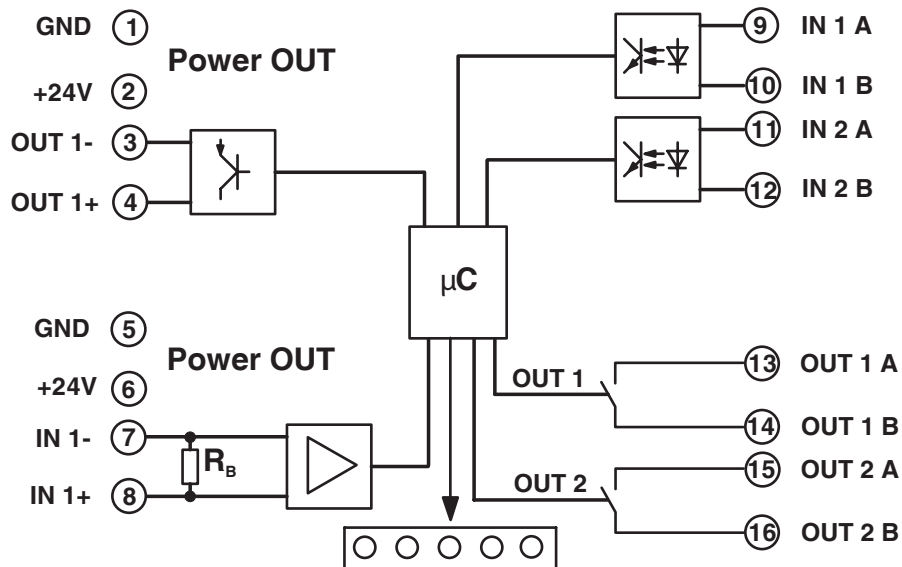 GND 1
Power OUT
+24V 2
OUT 1- 3
OUT 1+ 4
GND 5
Power OUT
+24V 6
IN 1- 7
RB
IN 1+ 8
µC
9 IN 1 A
10 IN 1 B
11 IN 2 A
12 IN 2 B
OUT 1
13 OUT 1 A
14 OUT 1 B
OUT 2
15 OUT 2 A
16 OUT 2 B